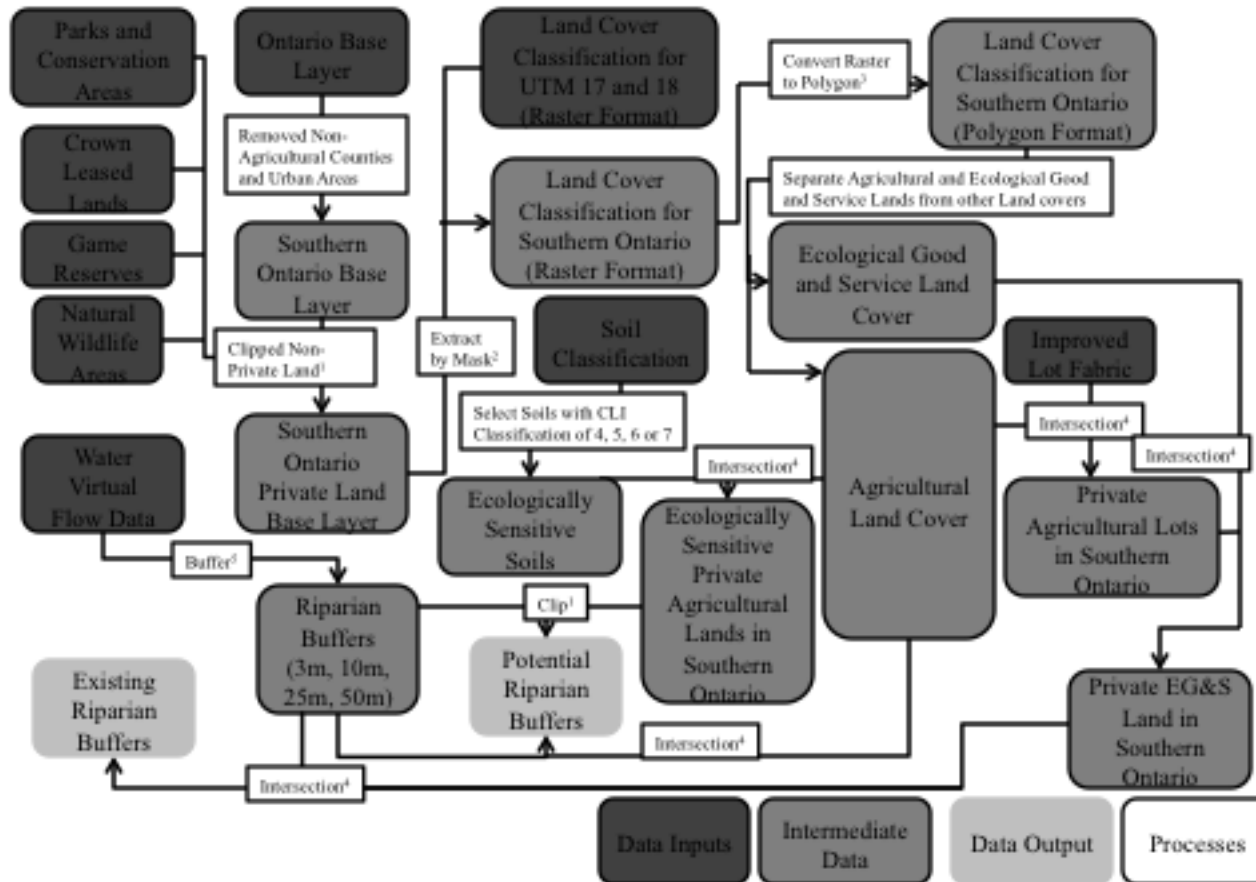 Parks and
Conservation
Areas
Ontario Base
Layer
Land Cover
Classification for
UTM 17 and 18
(Raster Format)
Convert Raster
to Polygon³
Land Cover
Classification for
Southern Ontario
(Polygon Format)
Crown
Leased
Lands
Removed Non-
Agricultural Counties
and Urban Areas
Land Cover
Classification for
Southern Ontario
(Raster Format)
Separate Agricultural and Ecological Good
and Service Lands from other Land covers
Game
Reserves
Southern
Ontario Base
Layer
Ecological Good
and Service Land
Cover
Natural
Wildlife
Areas
Clipped Non-
Private Land¹
Extract
by Mask²
Soil
Classification
Improved
Lot Fabric
Select Soils with CLI
Classification of 4, 5, 6 or 7
Intersection⁴
Intersection⁴
Water
Virtual
Flow Data
Southern
Ontario
Private Land
Base Layer
Intersection⁴
Agricultural
Land Cover
Ecologically
Sensitive
Soils
Ecologically
Sensitive
Private
Agricultural
Lands in
Southern
Ontario
Private
Agricultural Lots
in Southern
Ontario
Buffer⁵
Riparian
Buffers
(3m, 10m,
25m, 50m)
Clip¹
Potential
Riparian
Buffers
Existing
Riparian
Buffers
Private EG&S
Land in
Southern
Ontario
Intersection⁴
Intersection⁴
Data Inputs
Intermediate
Data
Data Output
Processes